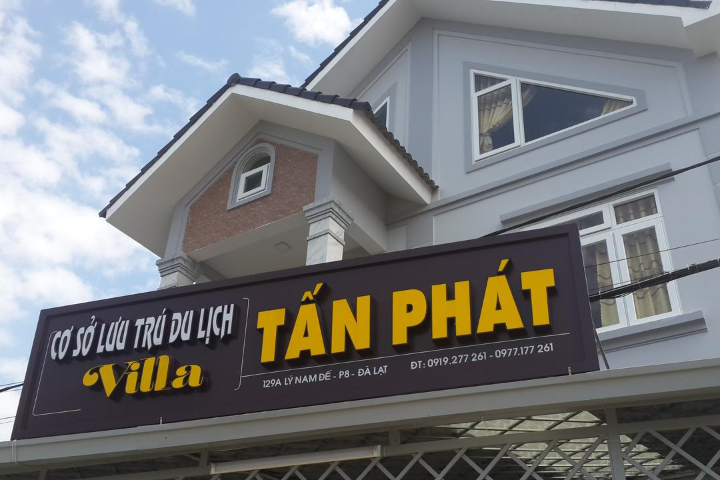 CƠ SỞ LƯU TRÚ DU LỊCH
Villa
TẤN PHÁT
129A LÝ NAM ĐẾ - P8 - ĐÀ LẠT ĐT: 0919.277 261 - 0977.177 261